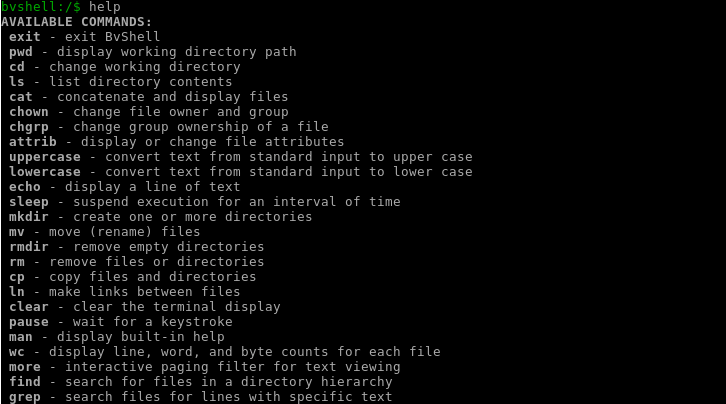 bvshell:/$ help
AVAILABLE COMMANDS:
exit - exit BvShell
pwd - display working directory path
cd - change working directory
ls - list directory contents
cat - concatenate and display files
chown - change file owner and group
chgrp - change group ownership of a file
attrib - display or change file attributes
uppercase - convert text from standard input to upper case
lowercase - convert text from standard input to lower case
echo - display a line of text
sleep - suspend execution for an interval of time
mkdir - create one or more directories
mv - move (rename) files
rmdir - remove empty directories
rm - remove files or directories
cp - copy files and directories
ln - make links between files
clear - clear the terminal display
pause - wait for a keystroke
man - display built-in help
wc - display line, word, and byte counts for each file
more - interactive paging filter for text viewing
find - search for files in a directory hierarchy
grep - search files for lines with specific text